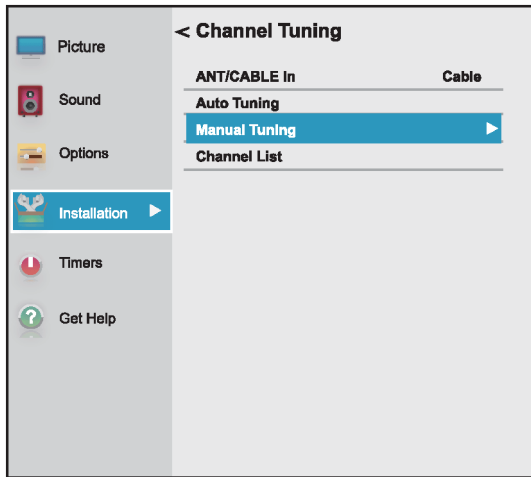 Picture
Sound
Options
Installation
Timers
Get Help
< Channel Tuning
ANT/CABLE In Cable
Auto Tuning
Manual Tuning
Channel List